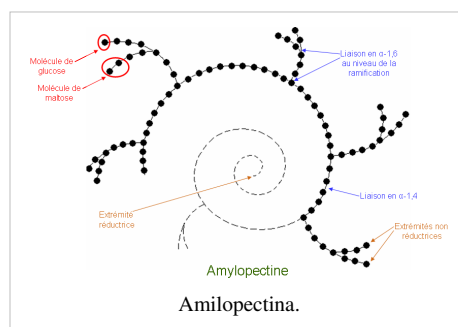 Molécule de
glucose
Molécule de
maltose
Liaison en α-1,6
au niveau de la
ramification
Liaison en α-1,4
Extrémite
réductrice
Extrémités non
réductrices
Amylopectine
Amilopectina.